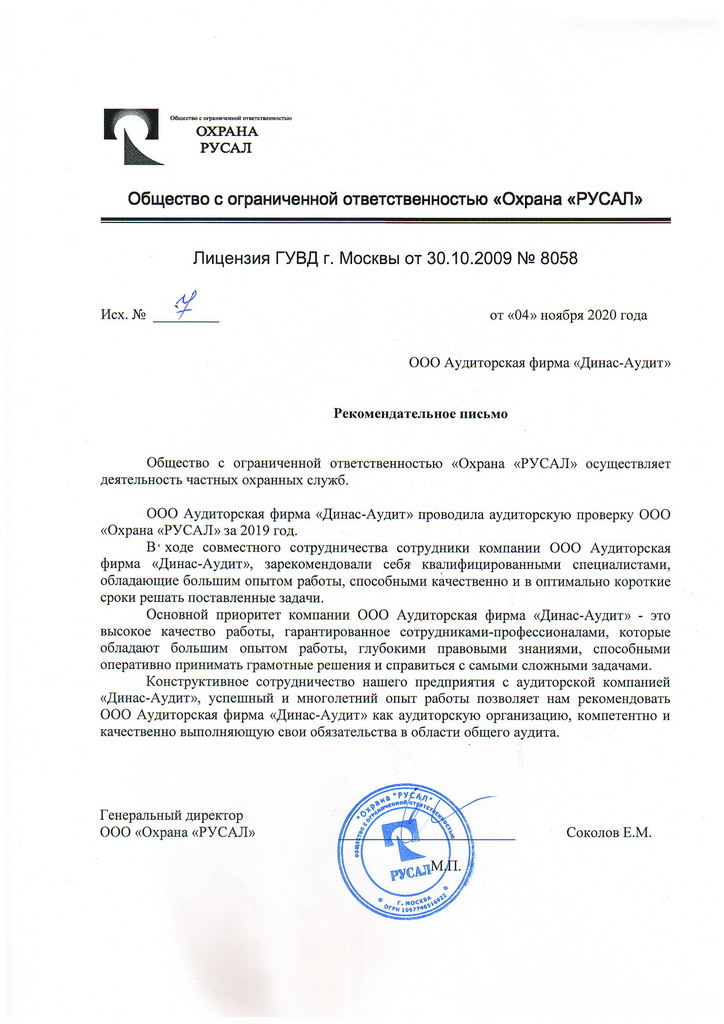 Общество с ограниченной ответственностью
ОХРАНА
РУСАЛ
Общество с ограниченной ответственностью «Охрана «РУСАЛ»
Лицензия ГУВД г. Москвы от 30.10.2009 № 8058
Исх. № 7 от «04» ноября 2020 года
ООО Аудиторская фирма «Динас-Аудит»
Рекомендательное письмо
Общество с ограниченной ответственностью «Охрана «РУСАЛ» осуществляет
деятельность частных охранных служб.
ООО Аудиторская фирма «Динас-Аудит» проводила аудиторскую проверку ООО
«Охрана «РУСАЛ» за 2019 год.
В ходе совместного сотрудничества сотрудники компании ООО Аудиторская
фирма «Динас-Аудит», зарекомендовали себя квалифицированными специалистами,
обладающие большим опытом работы, способными качественно и в оптимально короткие
сроки решать поставленные задачи.
Основной приоритет компании ООО Аудиторская фирма «Динас-Аудит» - это
высокое качество работы, гарантированное сотрудниками-профессионалами, которые
обладают большим опытом работы, глубокими правовыми знаниями, способными
оперативно принимать грамотные решения и справиться с самыми сложными задачами.
Конструктивное сотрудничество нашего предприятия с аудиторской компанией
«Динас-Аудит», успешный и многолетний опыт работы позволяет нам рекомендовать
ООО Аудиторская фирма «Динас-Аудит» как аудиторскую организацию, компетентно и
качественно выполняющую свои обязательства в области общего аудита.
Генеральный директор
ООО «Охрана «РУСАЛ» Соколов Е.М.
М.П.
"Охрана "РУСАЛ"
общество с ограниченной ответственностью
РУСАЛ
Г. МОСКВА
ОГРН